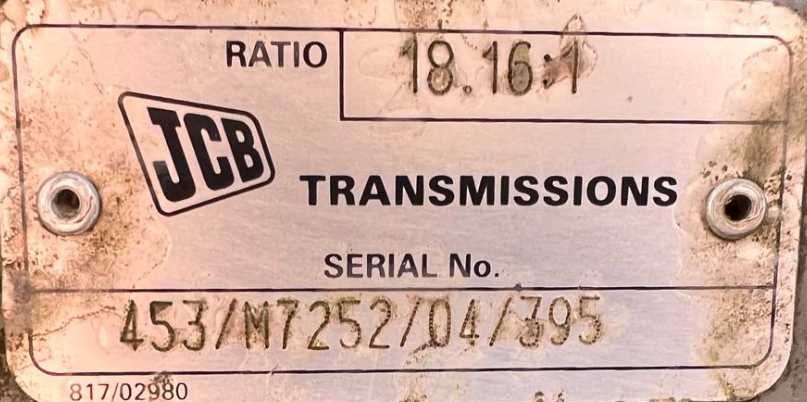 RATIO 18.16:1
JCB
TRANSMISSIONS
SERIAL No.
453/M7252/04/395
817/02980